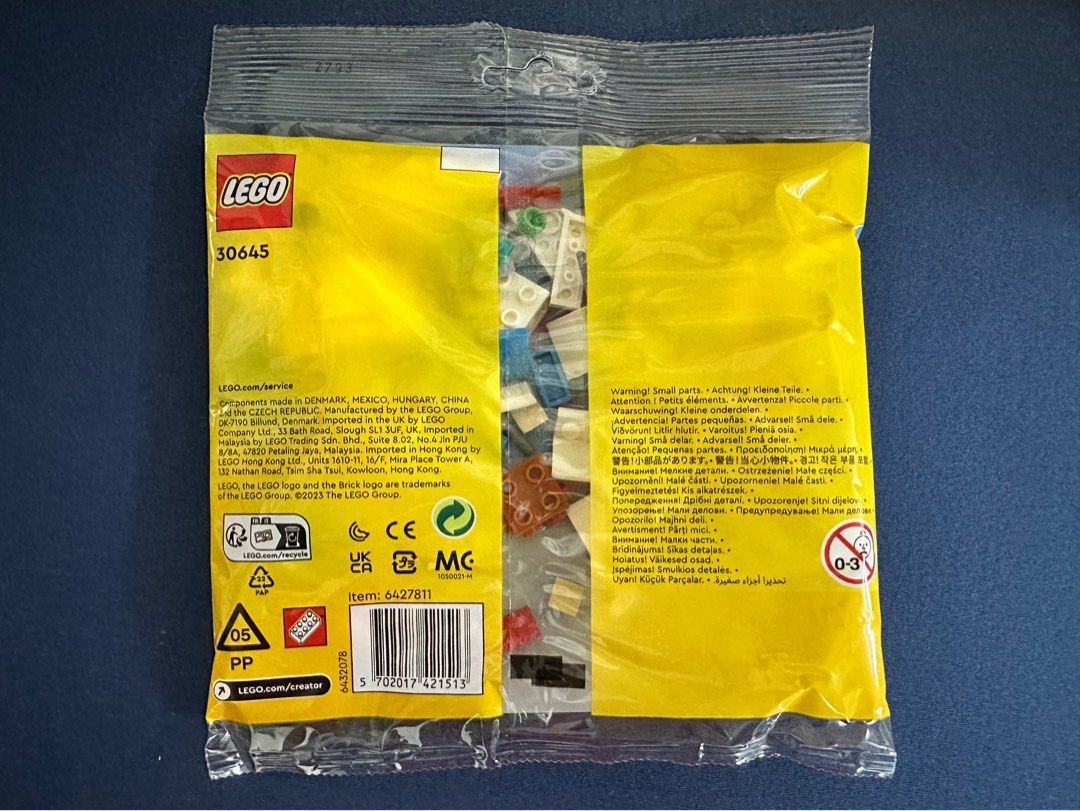 2793
LEGO
30645
LEGO.com/service
Components made in DENMARK, MEXICO, HUNGARY, CHINA
and the CZECH REPUBLIC. Manufactured by the LEGO Group,
DK-7190 Billund, Denmark. Imported in the UK by LEGO
Company Ltd., 33 Bath Road, Slough SL1 3UF, UK. Imported in
Malaysia by LEGO Trading Sdn. Bhd., Suite 8.02, No.4 Jln PJU
8/8A, 47820 Petaling Jaya, Malaysia. Imported in Hong Kong by
LEGO Hong Kong Ltd., Units 1610-11, 16/F, Mira Place Tower A,
132 Nathan Road, Tsim Sha Tsui, Kowloon, Hong Kong.
LEGO, the LEGO logo and the Brick logo are trademarks
of the LEGO Group. ©2023 The LEGO Group.
LEGO.com/recycle
CE
UK
CA
MC
1030021-M
22
PAP
Item: 6427811
05
PP
6432078
5 702017 421513
LEGO.com/creator
Warning! Small parts. • Achtung! Kleine Teile. •
Attention ! Petits éléments. • Avvertenza! Piccole parti. •
Waarschuwing! Kleine onderdelen. •
¡Advertencia! Partes pequeñas. • Advarsel! Små dele. •
Viðvörun! Litlir hlutir. • Varoitus! Pieniä osia. •
Varning! Små delar. • Advarsel! Små deler. •
Atenção! Pequenas partes. • Προειδοποίηση! Μικρά μέρη. •
警告! 小部品があります。• 警告! 当心小物件。• 경고! 작은 부품 포함. •
Внимание! Мелкие детали. • Ostrzeżenie! Małe części. •
Upozornění! Malé části. • Upozornenie! Malé časti. •
Figyelmeztetés! Kis alkatrészek. •
Попередження! Дрібні деталі. • Upozorenje! Sitni dijelovi. •
Упозорење! Мали делови. • Предупредување! Мали делови. •
Opozorilo! Majhni deli. •
Avertisment! Părți mici. •
Внимание! Малки части. •
Brīdinājums! Sīkas detaļas. •
Hoiatus! Väikesed osad. •
Įspėjimas! Smulkios detalės. •
Uyarı! Küçük Parçalar. • تحذير! أجزاء صغيرة.
0-3